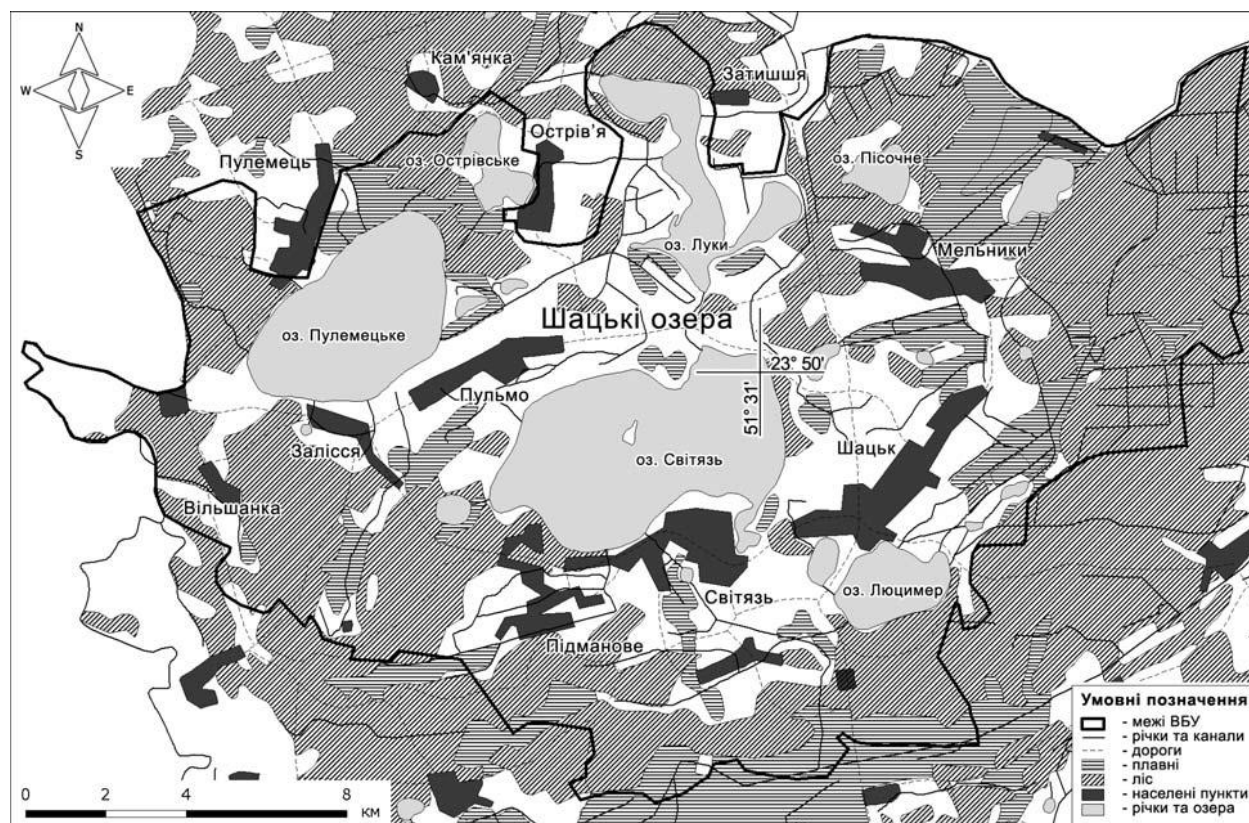 N
W E
S
Кам'янка
Затишшя
Острів'я
Пулемець
оз. Острівське
оз. Пісочне
оз. Луки
Мельники
Шацькі озера
оз. Пулемецьке
23° 50'
51° 31'
Пульмо
Залісся
оз. Світязь
Шацьк
Вільшанка
Світязь
оз. Люцимер
Підманове
Умовні позначення
- межі ВБУ
- річки та канали
- дороги
- плавні
- ліс
- населені пункти
- річки та озера
0 2 4 8
км